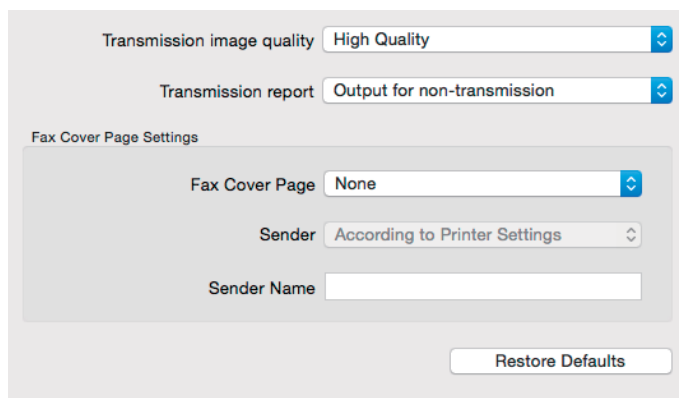 Transmission image quality High Quality
Transmission report Output for non-transmission
Fax Cover Page Settings
Fax Cover Page None
Sender According to Printer Settings
Sender Name
Restore Defaults